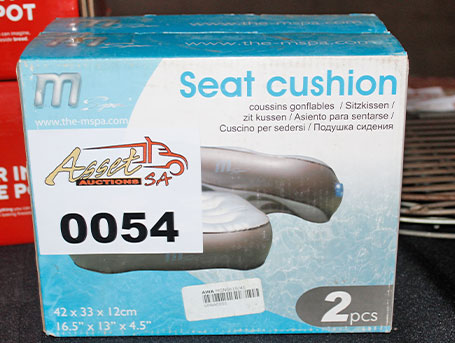 POT
www.the-mspa.com
m Spa
www.the-mspa.com
Seat cushion
coussins gonflables / Sitzkissen /
zit kussen / Asiento para sentarse /
Cuscino per sedersi / Подушка сидения
Asset
AUCTIONS SA
0054
R IN
E PO
42 x 33 x 12cm
16.5" x 13" x 4.5"
2pcs